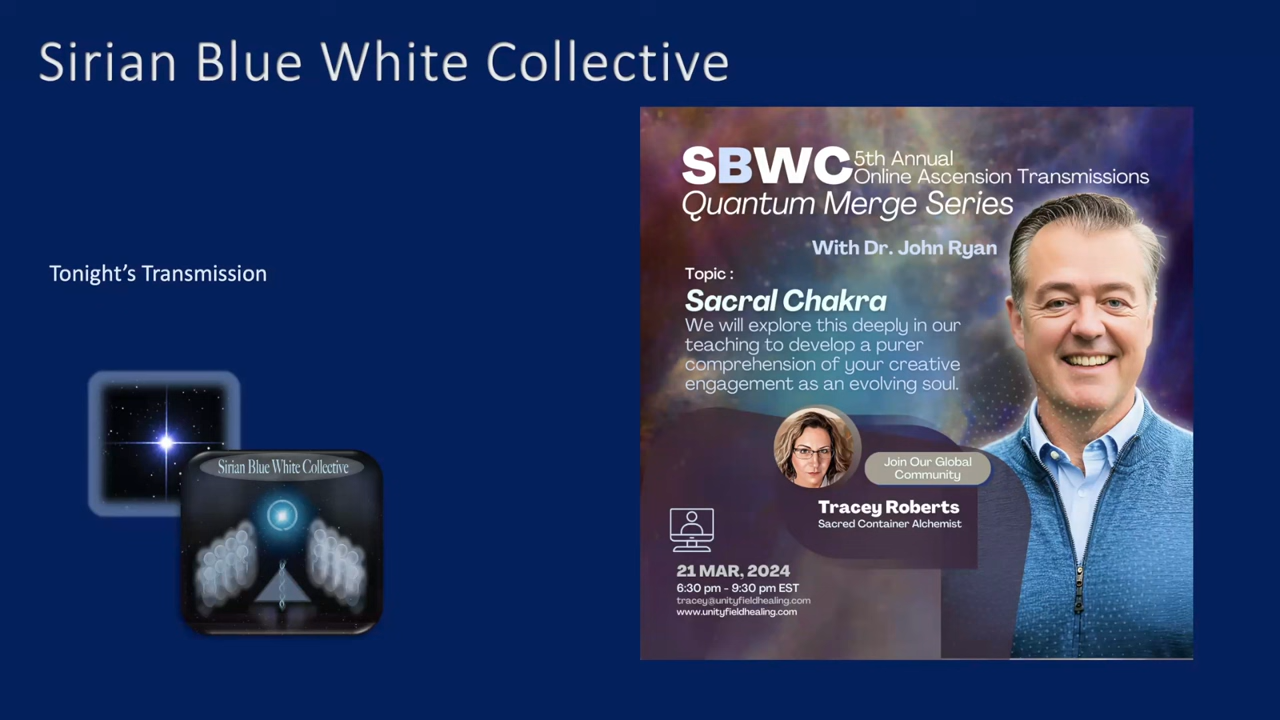 Sirian Blue White Collective
Tonight's Transmission
Sirian Blue White Collective
SBWC
5th Annual
Online Ascension Transmissions
Quantum Merge Series
With Dr. John Ryan
Topic :
Sacral Chakra
We will explore this deeply in our
teaching to develop a purer
comprehension of your creative
engagement as an evolving soul.
Join Our Global
Community
Tracey Roberts
Sacred Container Alchemist
21 MAR, 2024
6:30 pm - 9:30 pm EST
tracey@unityfieldhealing.com
www.unityfieldhealing.com